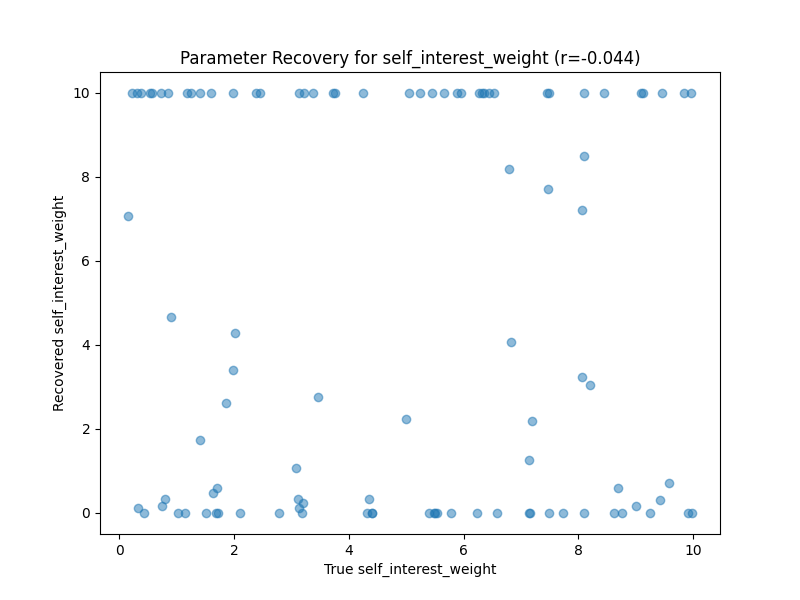 Parameter Recovery for self_interest_weight (r=-0.044)
Recovered self_interest_weight
10
8
6
4
2
0
0 2 4 6 8 10
True self_interest_weight